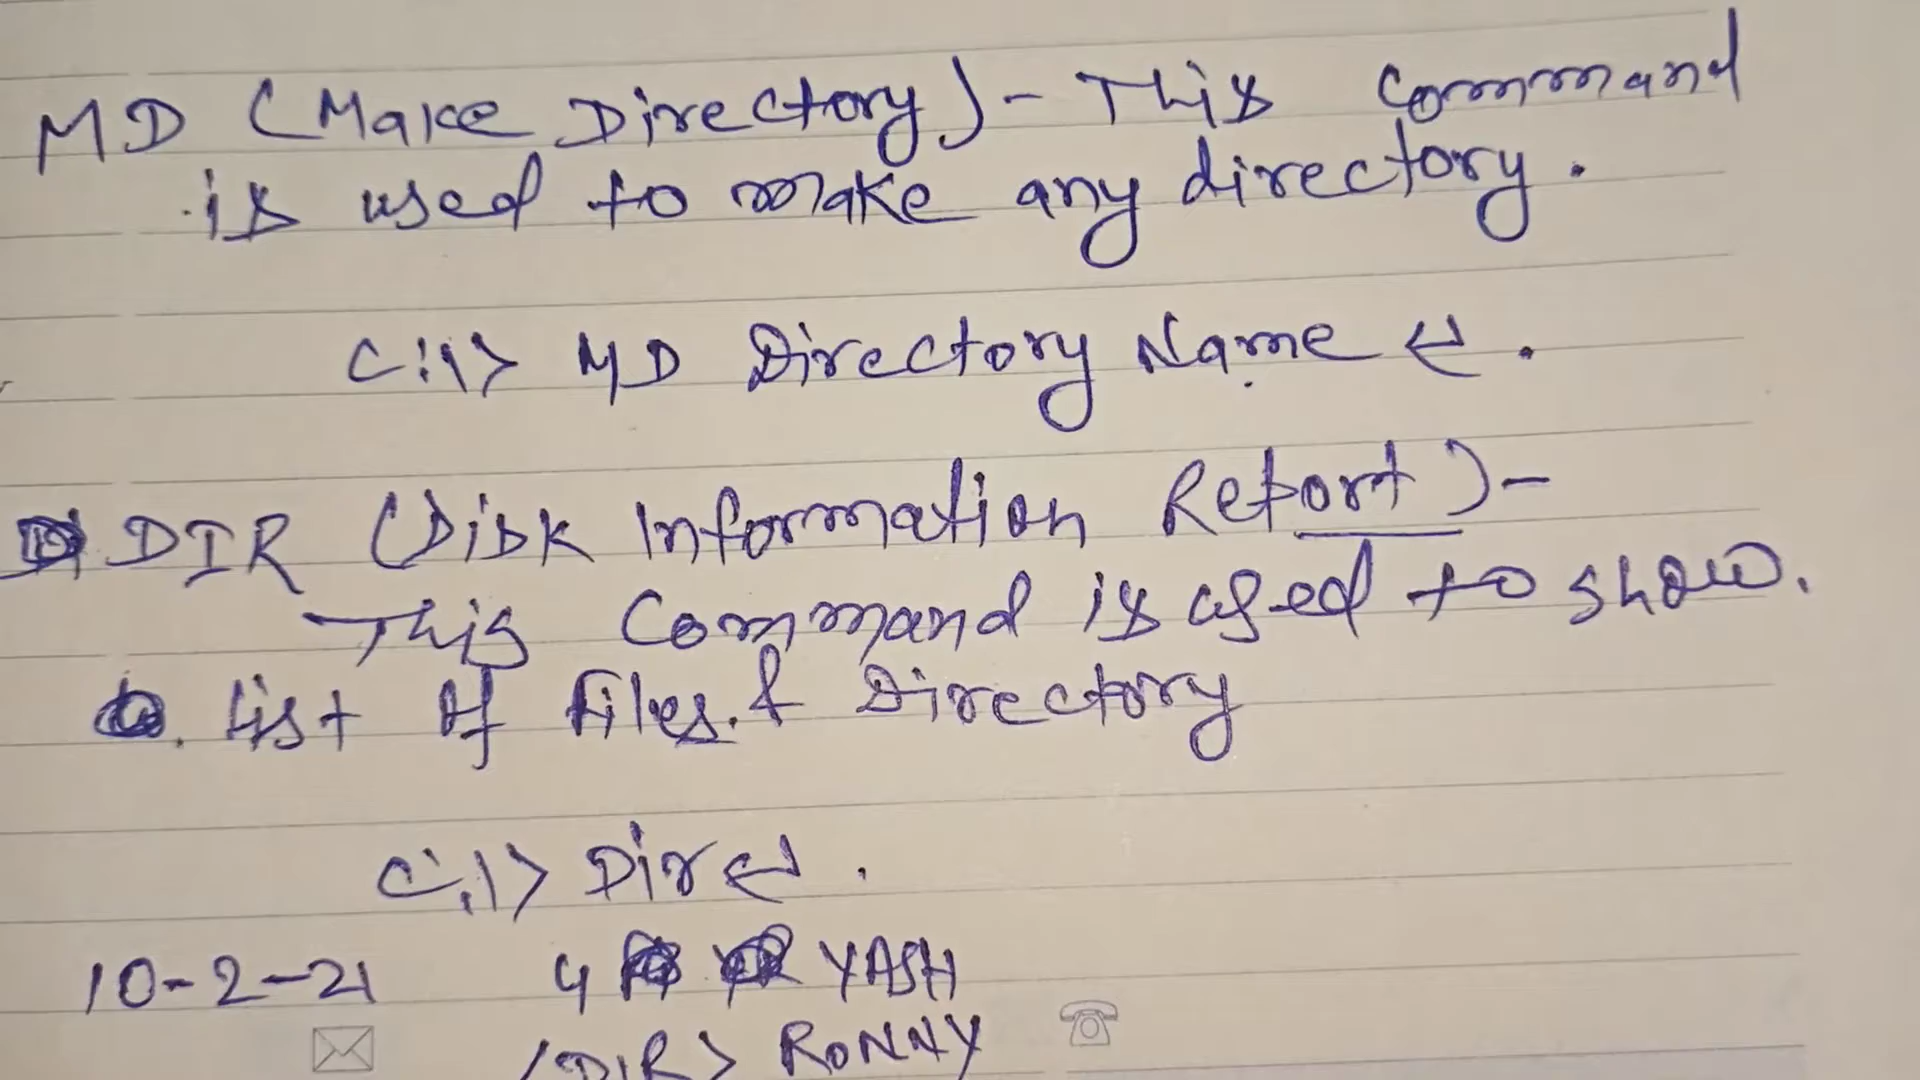 MD (Make Directory) - This Command
is used to make any directory.
C:\> MD Directory Name ↵.
DIR (Disk Information Report) -
This Command is used to show.
List of files. & Directory
C:\> Dir ↵.
10-2-21 4 YASH
<DIR> RONNY